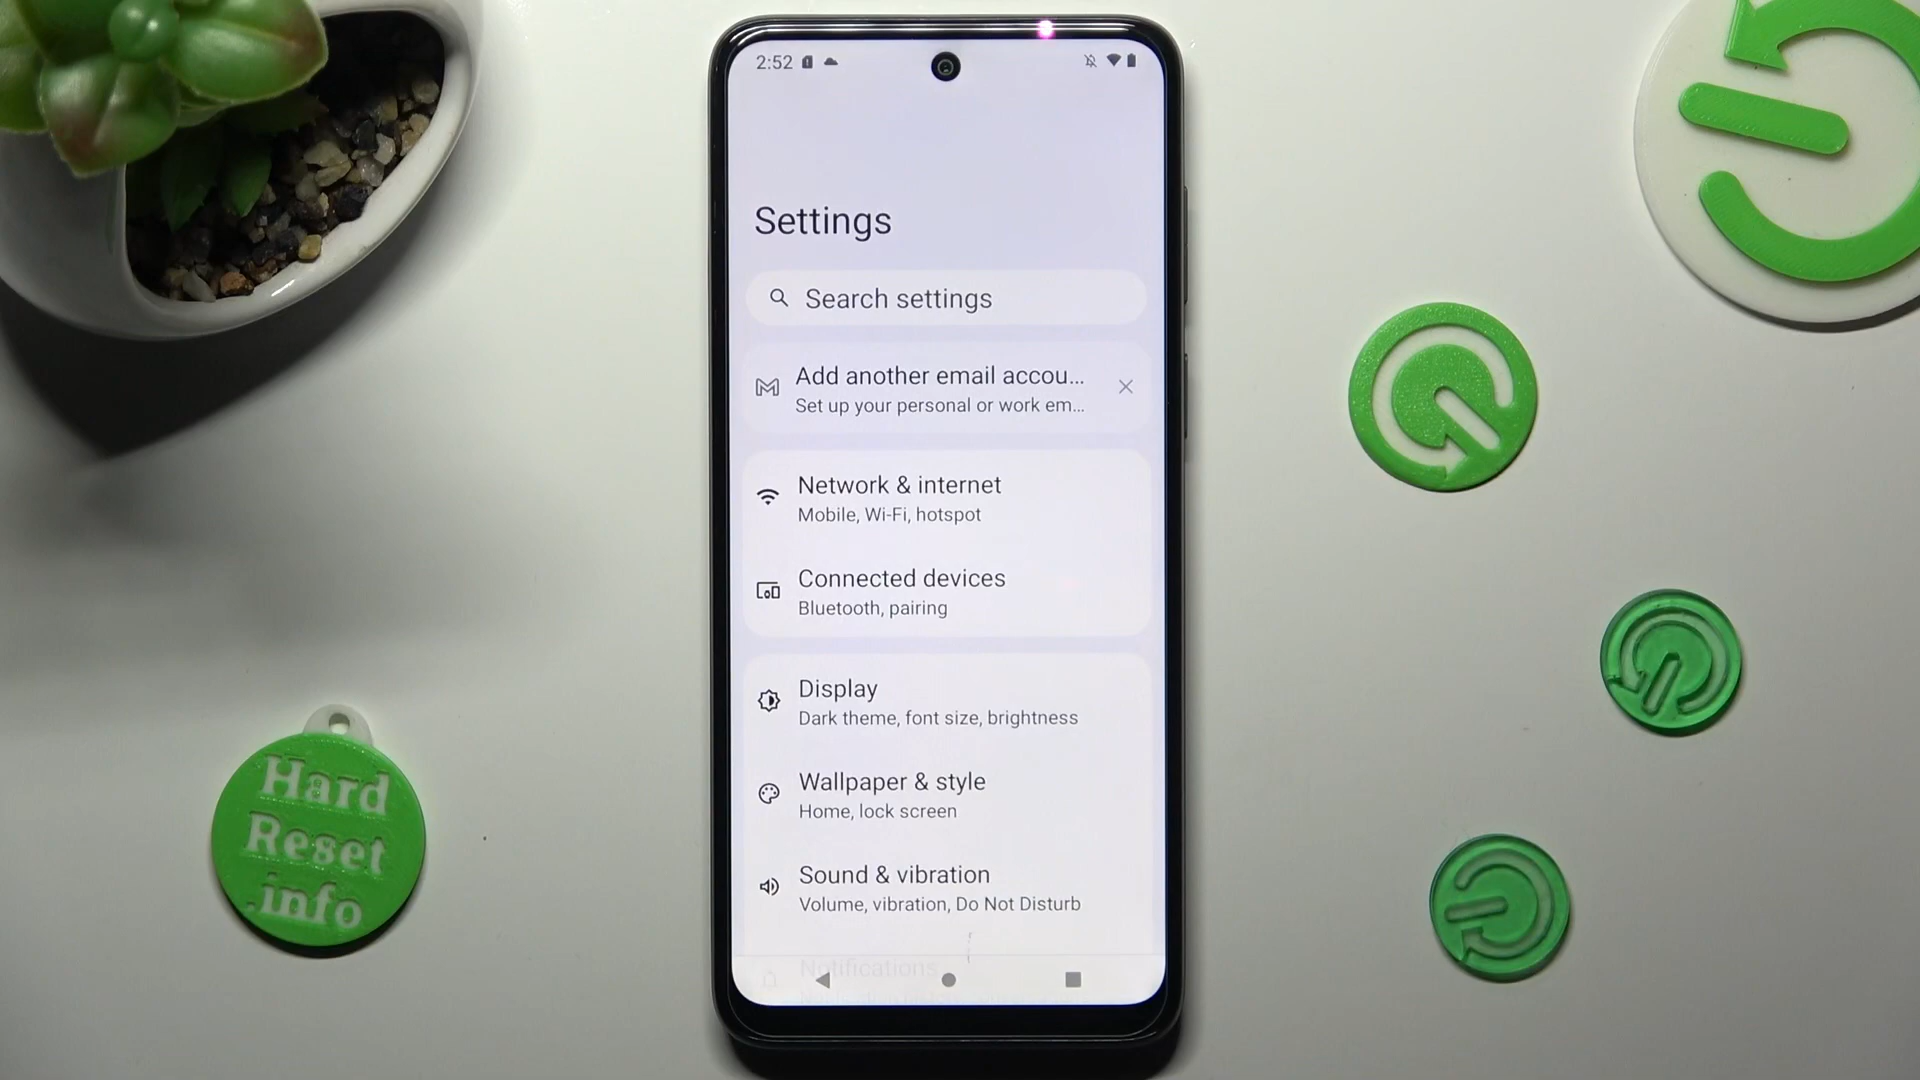 2:52
Settings
Search settings
Add another email accou...
Set up your personal or work em...
Network & internet
Mobile, Wi-Fi, hotspot
Connected devices
Bluetooth, pairing
Display
Dark theme, font size, brightness
Wallpaper & style
Home, lock screen
Sound & vibration
Volume, vibration, Do Not Disturb
Notifications
Hard
Reset
.info